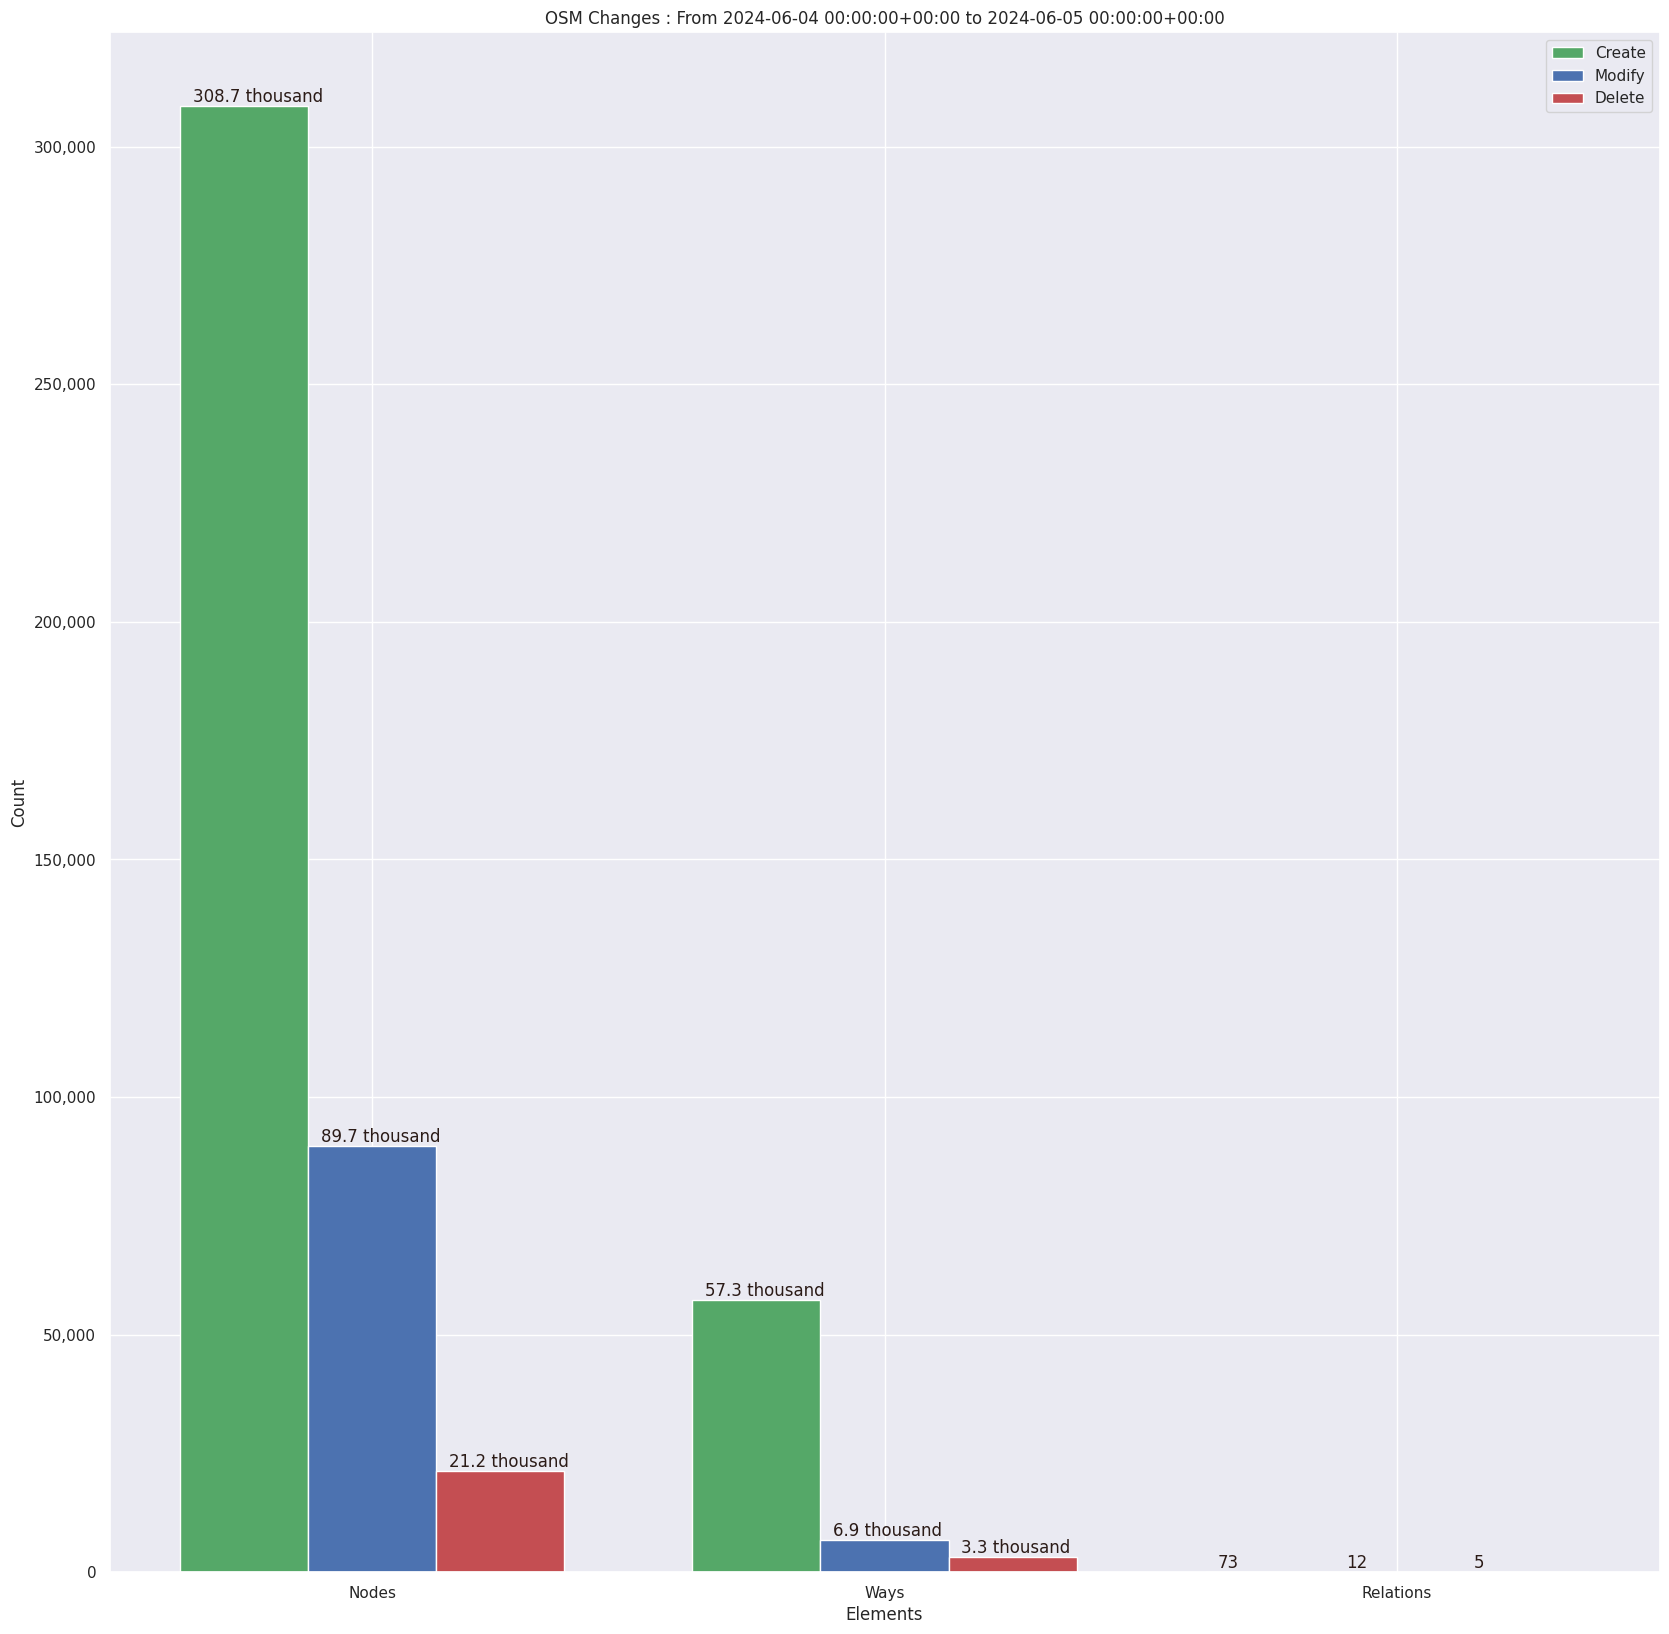 OSM Changes : From 2024-06-04 00:00:00+00:00 to 2024-06-05 00:00:00+00:00
Create
Modify
Delete
308.7 thousand
89.7 thousand
21.2 thousand
57.3 thousand
6.9 thousand
3.3 thousand
73
12
5
300,000
250,000
200,000
150,000
100,000
50,000
0
Count
Nodes
Ways
Relations
Elements